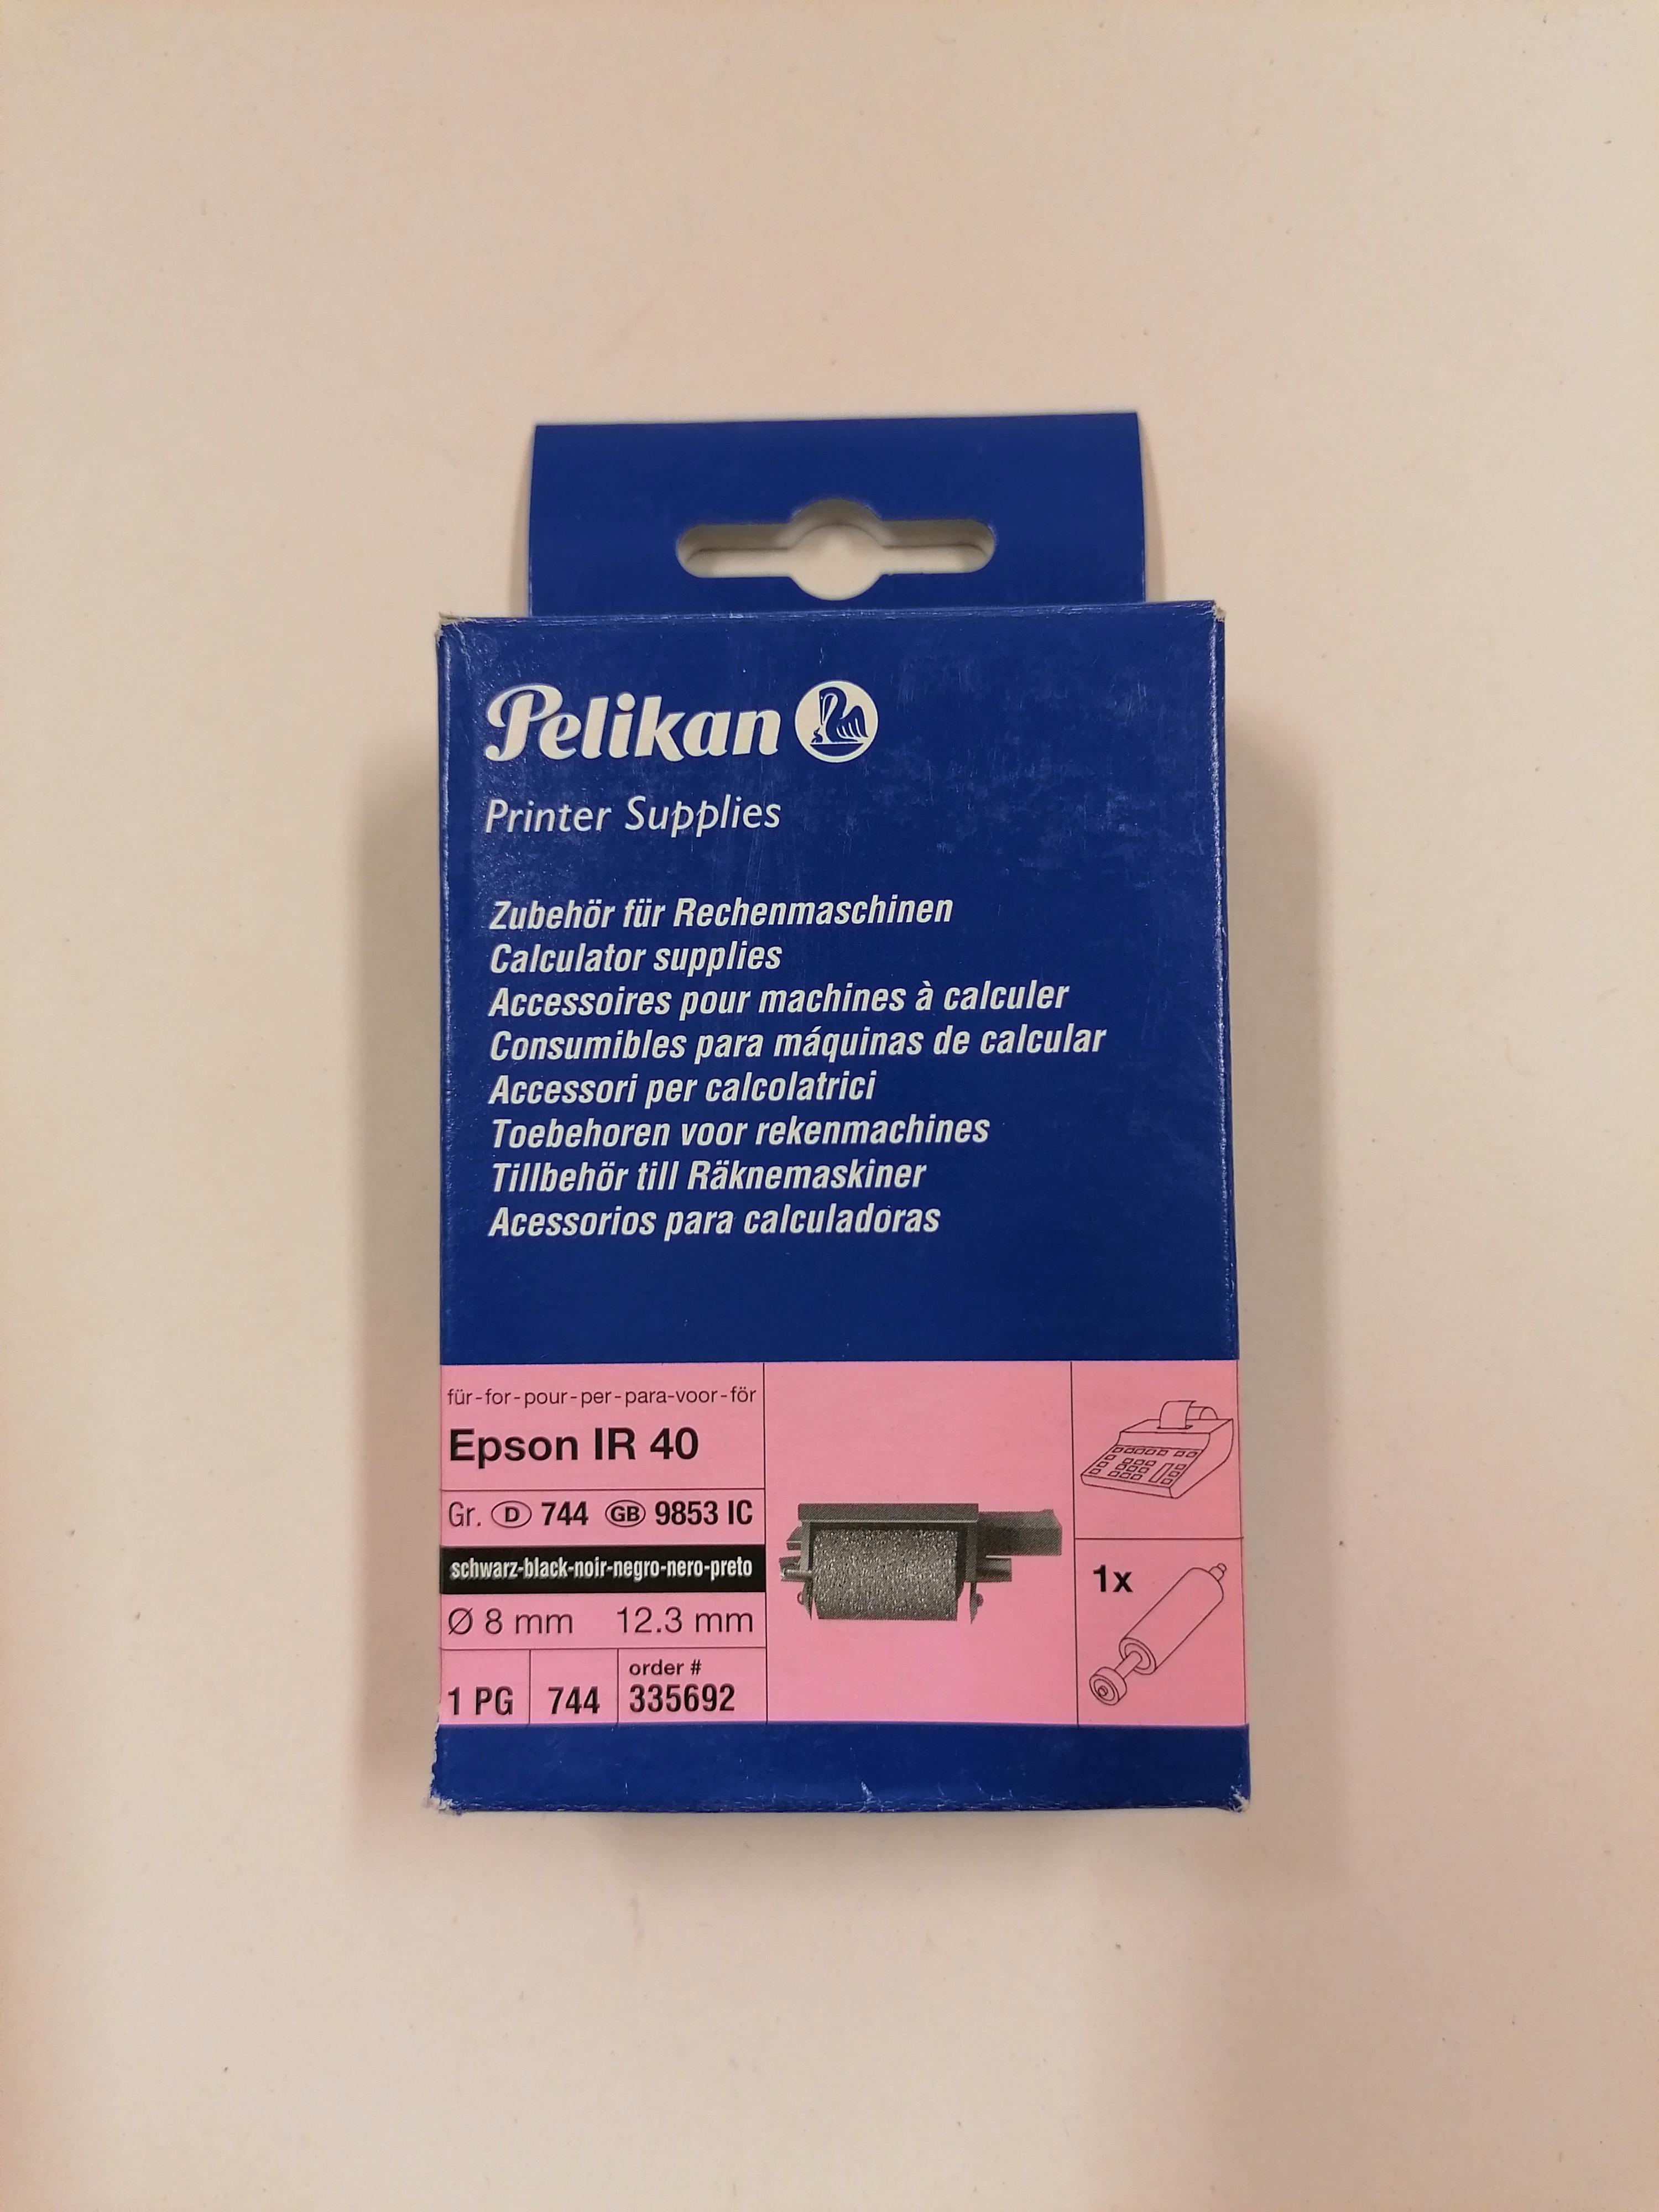 Pelikan
Printer Supplies
Zubehör für Rechenmaschinen
Calculator supplies
Accessoires pour machines à calculer
Consumibles para máquinas de calcular
Accessori per calcolatrici
Toebehoren voor rekenmachines
Tillbehör till Räknemaskiner
Acessorios para calculadoras
für-for-pour-per-para-voor-för
Epson IR 40
Gr. D 744 GB 9853 IC
schwarz-black-noir-negro-nero-preto
Ø 8 mm 12.3 mm
1 PG 744 order # 335692
1x